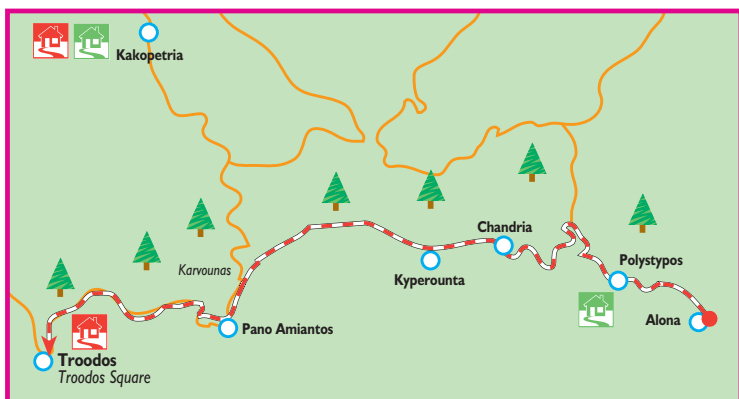 Kakopetria
Chandria
Karvounas
Polystypos
Kyperounta
Alona
Pano Amiantos
Troodos
Troodos Square